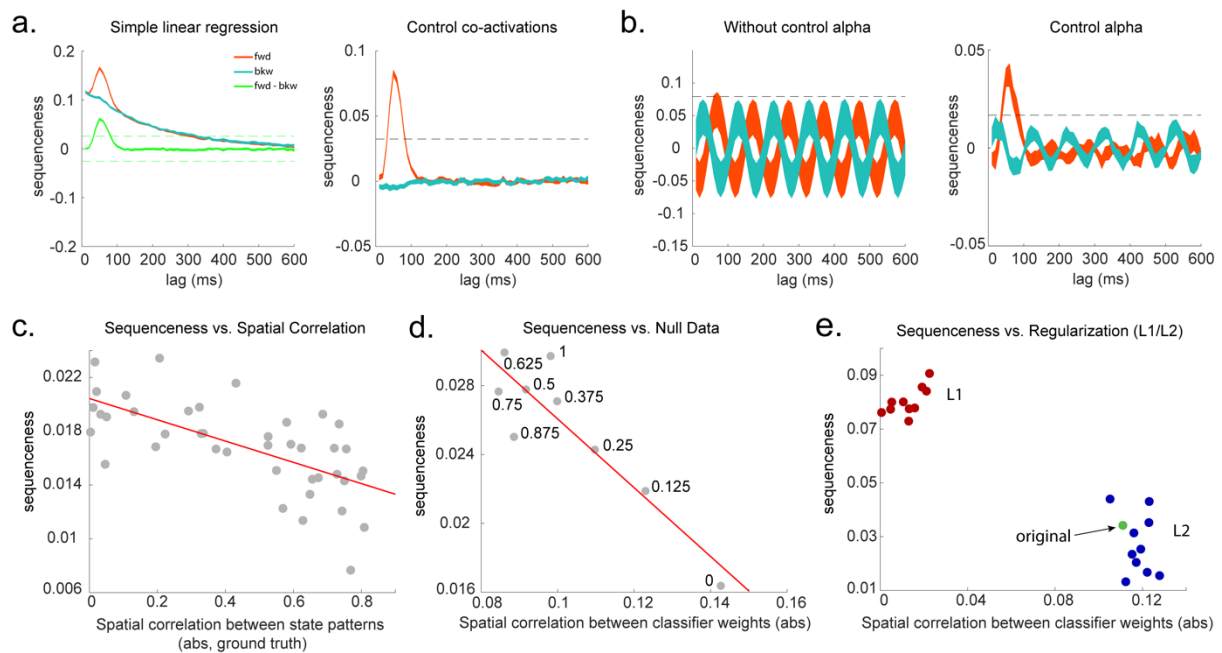 a.
Simple linear regression
sequenceness
0.2
0.1
0
-0.1
-0.2
fwd
bkw
fwd - bkw
0 100 200 300 400 500 600
lag (ms)
Control co-activations
sequenceness
0.1
0.05
0
-0.05
0 100 200 300 400 500 600
lag (ms)
b.
Without control alpha
sequenceness
0.1
0.05
0
-0.05
-0.1
-0.15
0 100 200 300 400 500 600
lag (ms)
Control alpha
sequenceness
0.05
0
-0.05
0 100 200 300 400 500 600
lag (ms)
c.
Sequenceness vs. Spatial Correlation
sequenceness
0.022
0.018
0.014
0.01
0.006
0 0.2 0.4 0.6 0.8
Spatial correlation between state patterns
(abs, ground truth)
d.
Sequenceness vs. Null Data
sequenceness
0.028
0.024
0.02
0.016
0.625
1
0.5
0.75
0.375
0.875
0.25
0.125
0
0.08 0.1 0.12 0.14 0.16
Spatial correlation between classifier weights (abs)
e.
Sequenceness vs. Regularization (L1/L2)
sequenceness
0.09
0.07
0.05
0.03
0.01
L1
original
L2
0 0.04 0.08 0.12
Spatial correlation between classifier weights (abs)